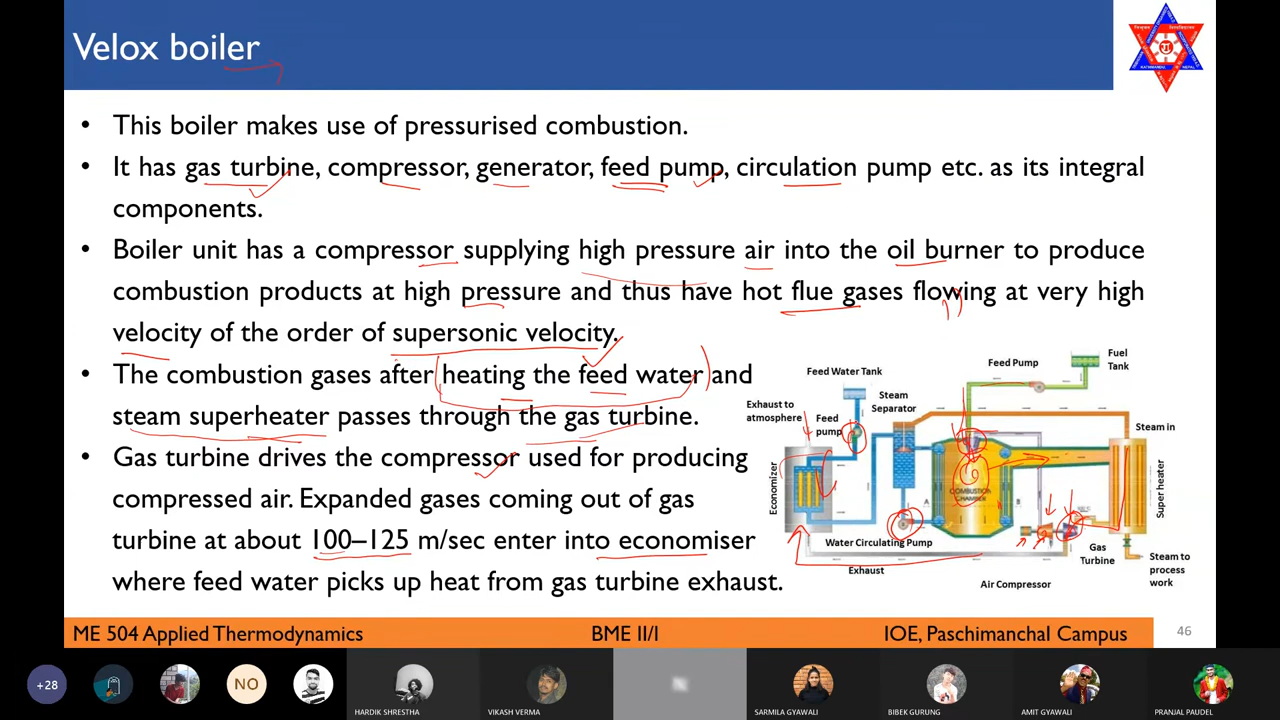 Velox boiler
• This boiler makes use of pressurised combustion.
• It has gas turbine, compressor, generator, feed pump, circulation pump etc. as its integral
components.
• Boiler unit has a compressor supplying high pressure air into the oil burner to produce
combustion products at high pressure and thus have hot flue gases flowing at very high
velocity of the order of supersonic velocity.
• The combustion gases after heating the feed water and
steam superheater passes through the gas turbine.
• Gas turbine drives the compressor used for producing
compressed air. Expanded gases coming out of gas
turbine at about 100–125 m/sec enter into economiser
where feed water picks up heat from gas turbine exhaust.
Feed Water Tank
Feed Pump
Fuel
Tank
Exhaust to
atmosphere
Feed
pump
Steam
Separator
Steam in
Economizer
COMBUSTION
CHAMBER
A
B
Super heater
Water Circulating Pump
Exhaust
Gas
Turbine
Air Compressor
Steam to
process
work
ME 504 Applied Thermodynamics
BME II/I
IOE, Paschimanchal Campus
46
+28
NO
HARDIK SHRESTHA
VIKASH VERMA
SARMILA GYAWALI
BIBEK GURUNG
AMIT GYAWALI
PRANJAL PAUDEL